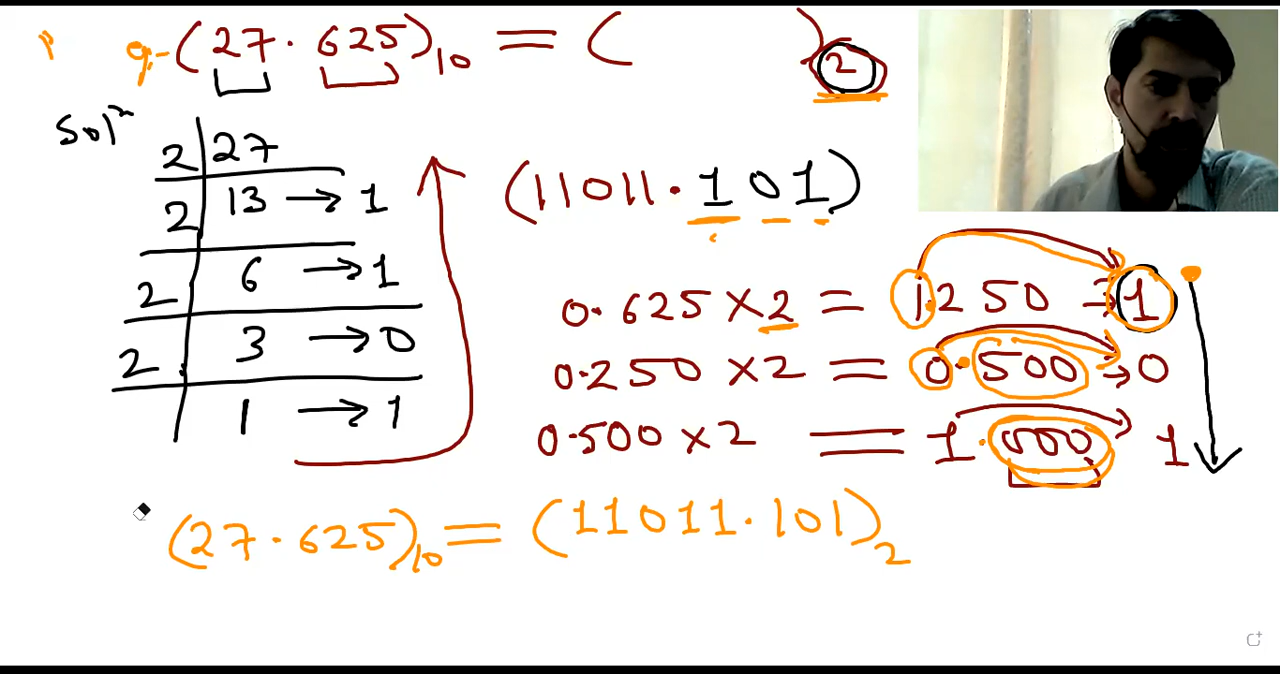 q.- (27.625)10 = ( )2
Solⁿ
2 27
2 13 → 1
2 6 → 1
2 3 → 0
1 → 1
(11011.101)
0.625 × 2 = 1.250 → 1
0.250 × 2 = 0.500 → 0
0.500 × 2 = 1.000 1
(27.625)10 = (11011.101)2